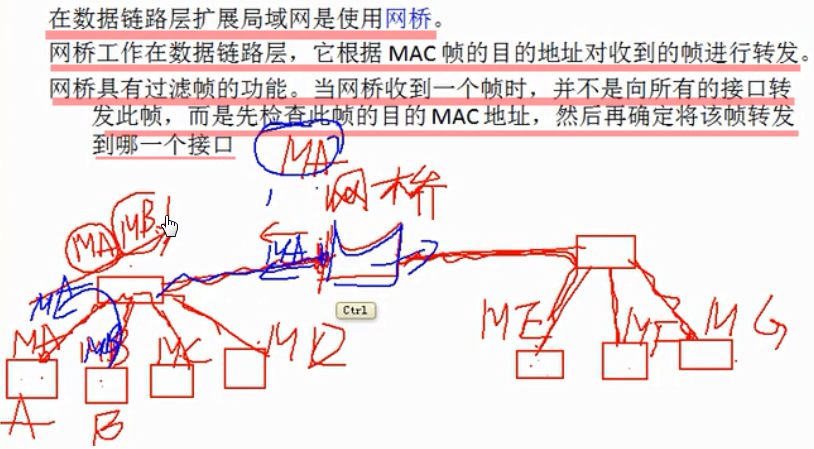 在数据链路层扩展局域网是使用网桥。
网桥工作在数据链路层，它根据 MAC 帧的目的地址对收到的帧进行转发。
网桥具有过滤帧的功能。当网桥收到一个帧时，并不是向所有的接口转
发此帧，而是先检查此帧的目的 MAC 地址，然后再确定将该帧转发
到哪一个接口
MA
网桥
MA MB
MA
Ctrl
MA MB MC MD
ME MF MG
A B